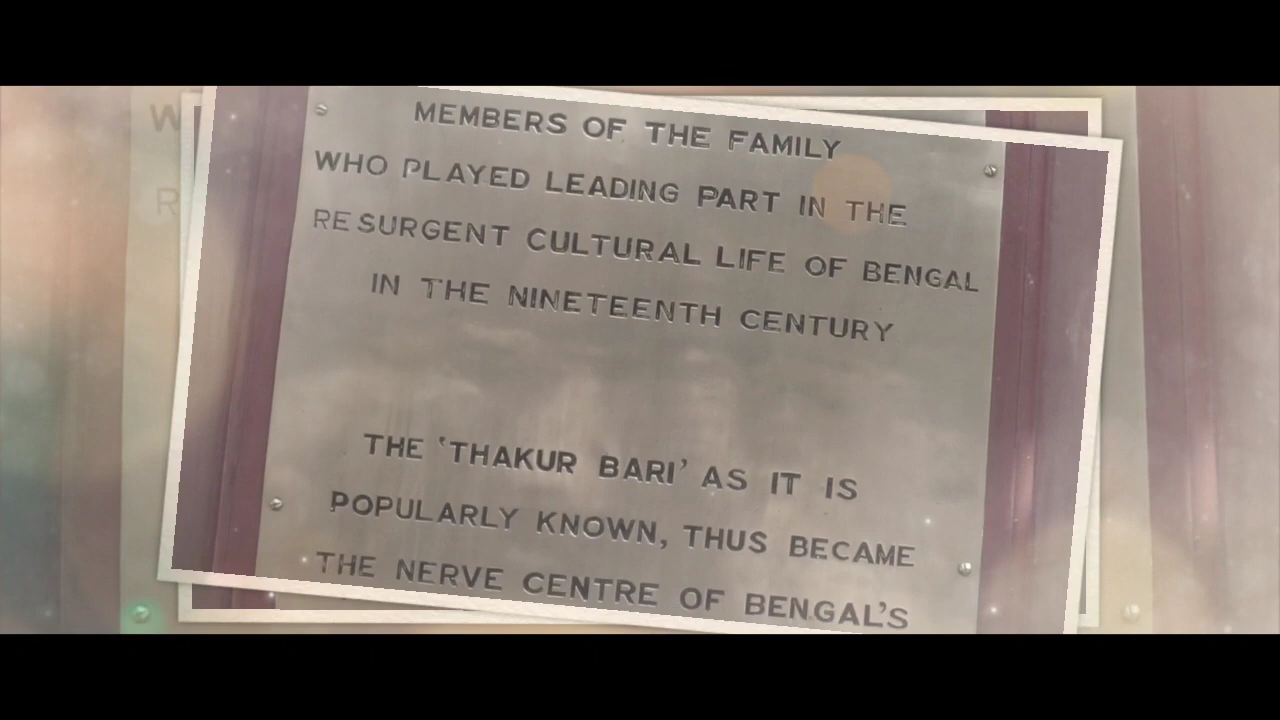 MEMBERS OF THE FAMILY
WHO PLAYED LEADING PART IN THE
RESURGENT CULTURAL LIFE OF BENGAL
IN THE NINETEENTH CENTURY
THE 'THAKUR BARI' AS IT IS
POPULARLY KNOWN, THUS BECAME
THE NERVE CENTRE OF BENGAL'S